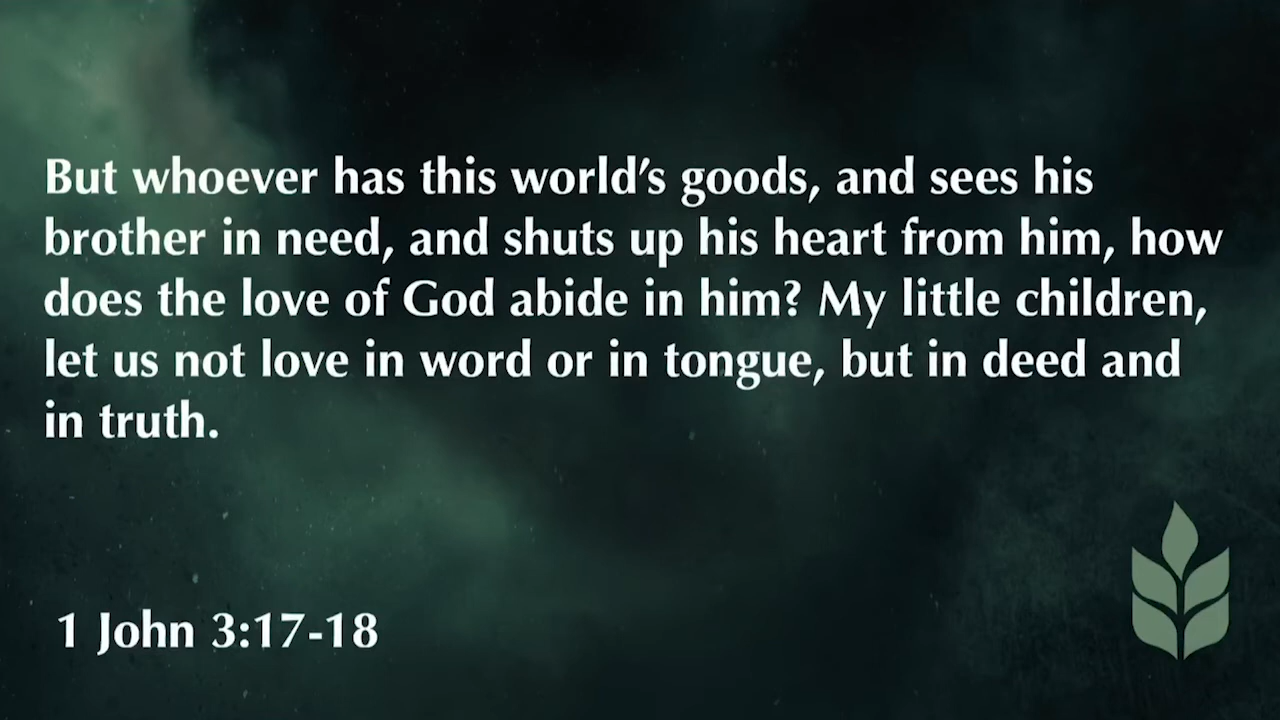 But whoever has this world’s goods, and sees his
brother in need, and shuts up his heart from him, how
does the love of God abide in him? My little children,
let us not love in word or in tongue, but in deed and
in truth.
1 John 3:17-18